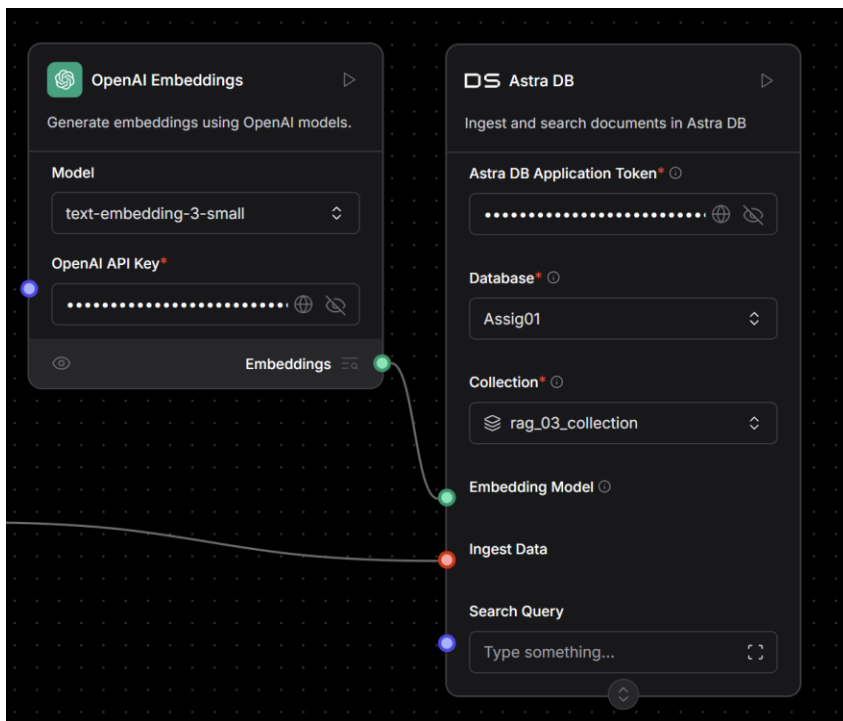 OpenAI Embeddings
Generate embeddings using OpenAI models.
Model
text-embedding-3-small
OpenAI API Key*
Embeddings
DS Astra DB
Ingest and search documents in Astra DB
Astra DB Application Token*
Database*
Assig01
Collection*
rag_03_collection
Embedding Model
Ingest Data
Search Query
Type something...